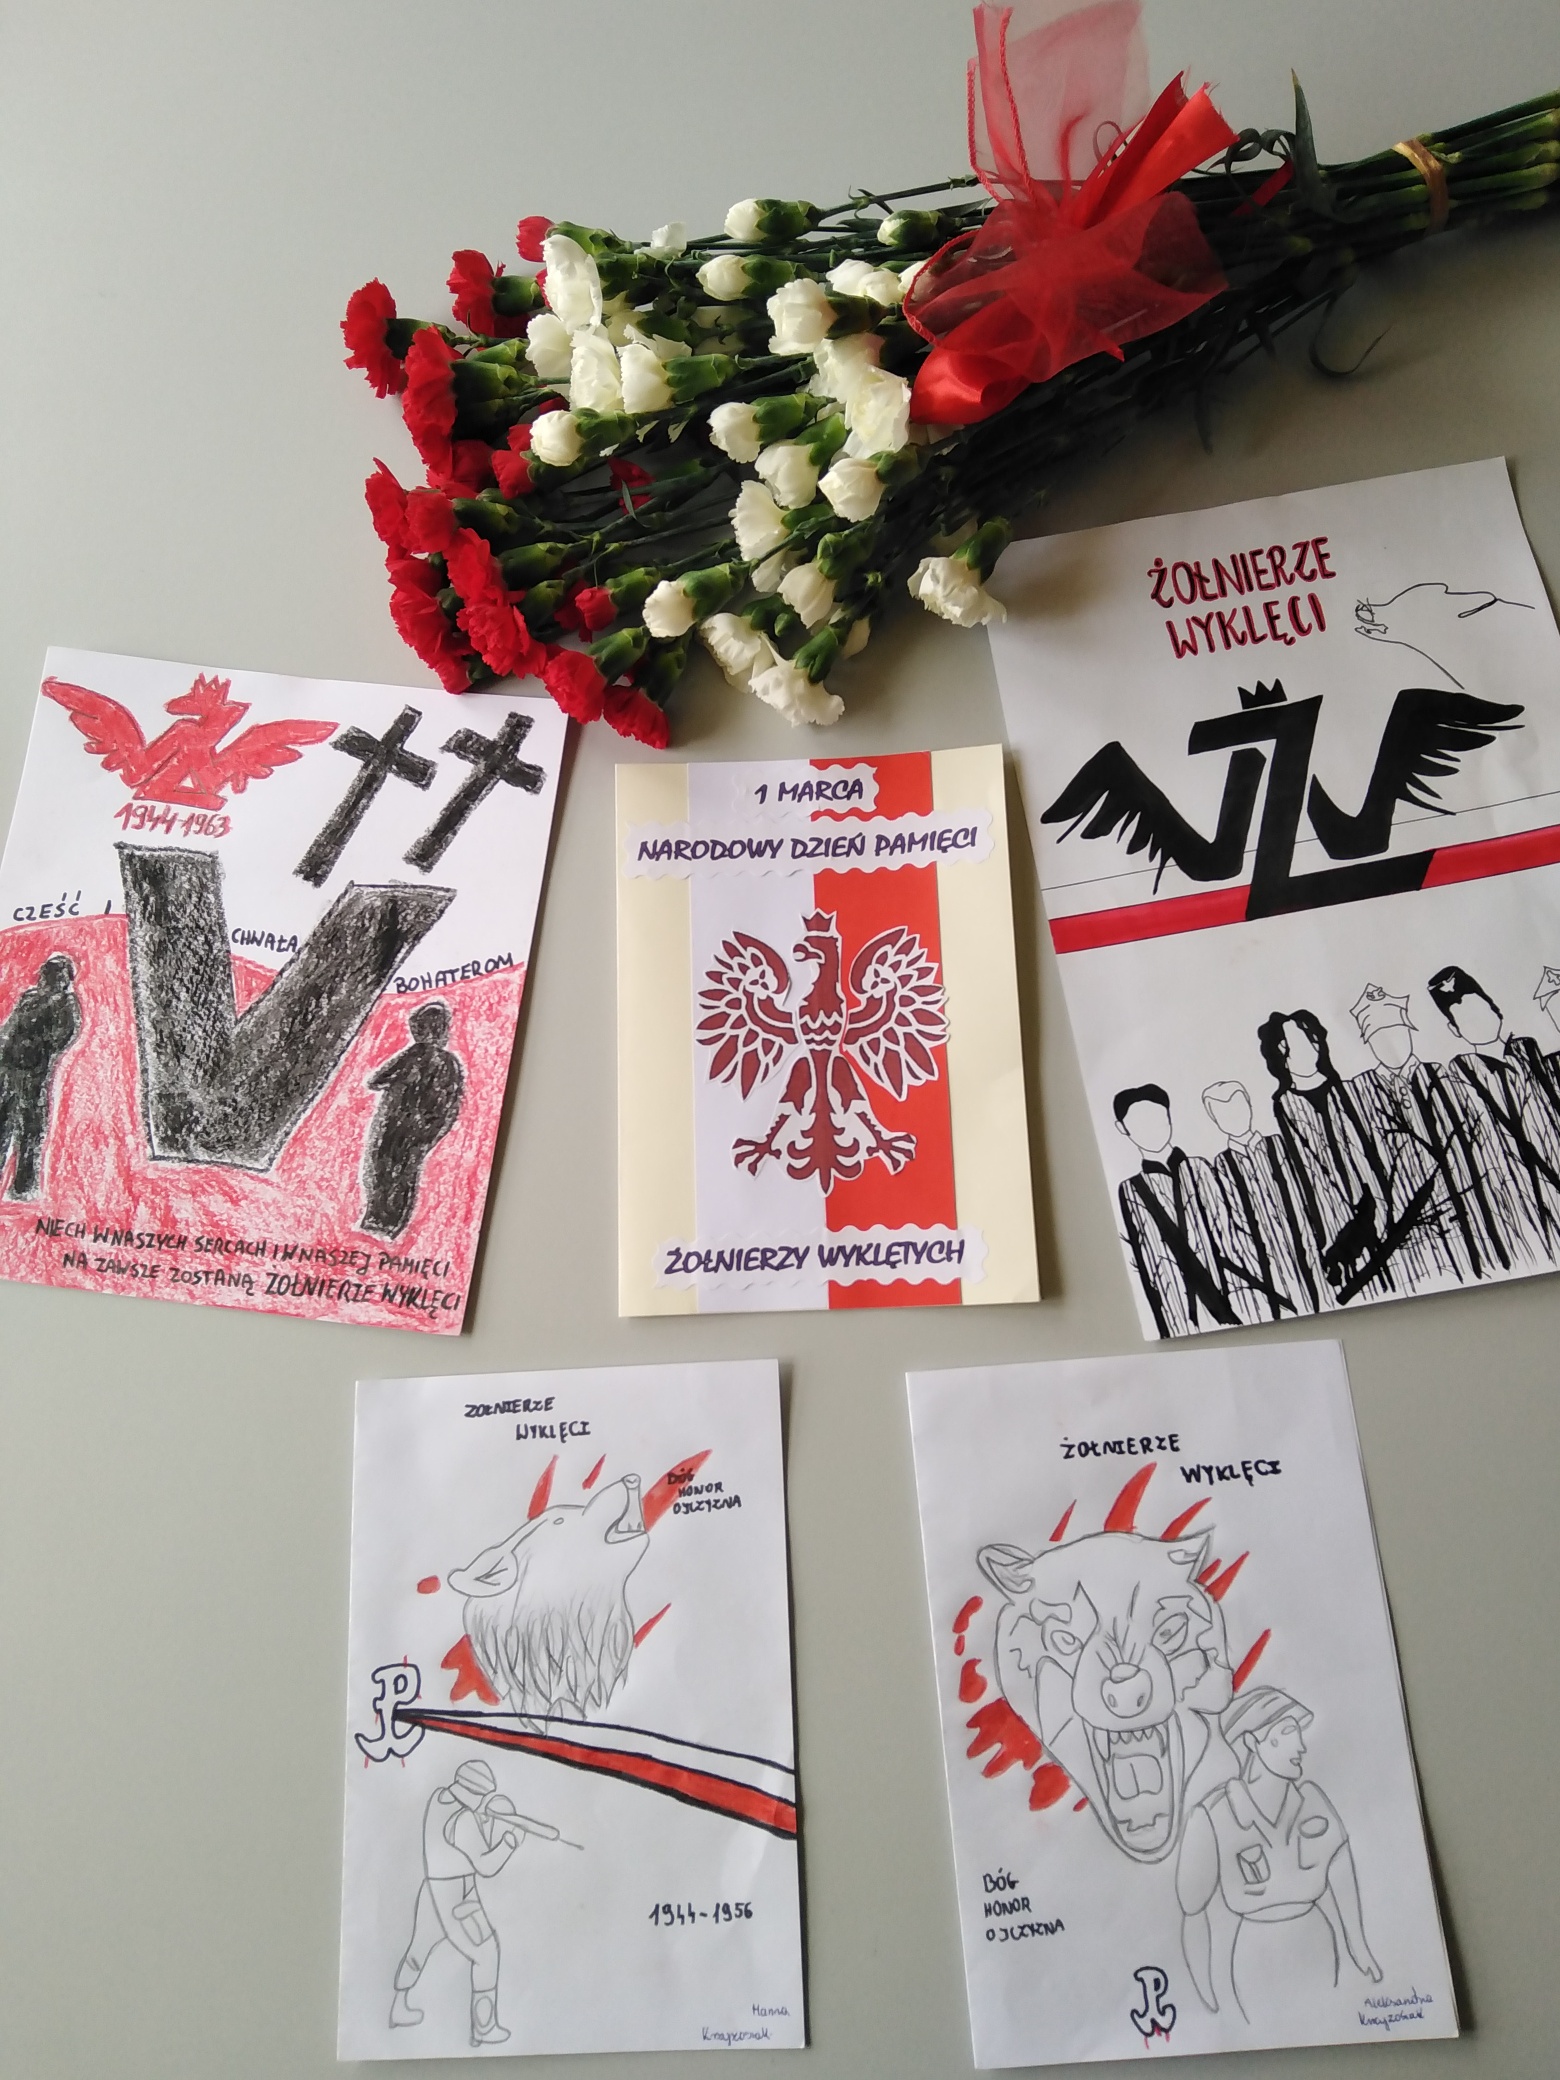 ŻOŁNIERZE
WYKLĘCI
1944-1963
CZEŚĆ I
CHWAŁA
BOHATEROM
NIECH W NASZYCH SERCACH I W NASZEJ PAMIĘCI
NA ZAWSZE ZOSTANĄ ŻOŁNIERZE WYKLĘCI
1 MARCA
NARODOWY DZIEŃ PAMIĘCI
ŻOŁNIERZY WYKLĘTYCH
ŻOŁNIERZE
WYKLĘCI
BÓG
HONOR
OJCZYZNA
1944-1956
Hanna
ŻOŁNIERZE
WYKLĘCI
BÓG
HONOR
OJCZYZNA
Aleksandra